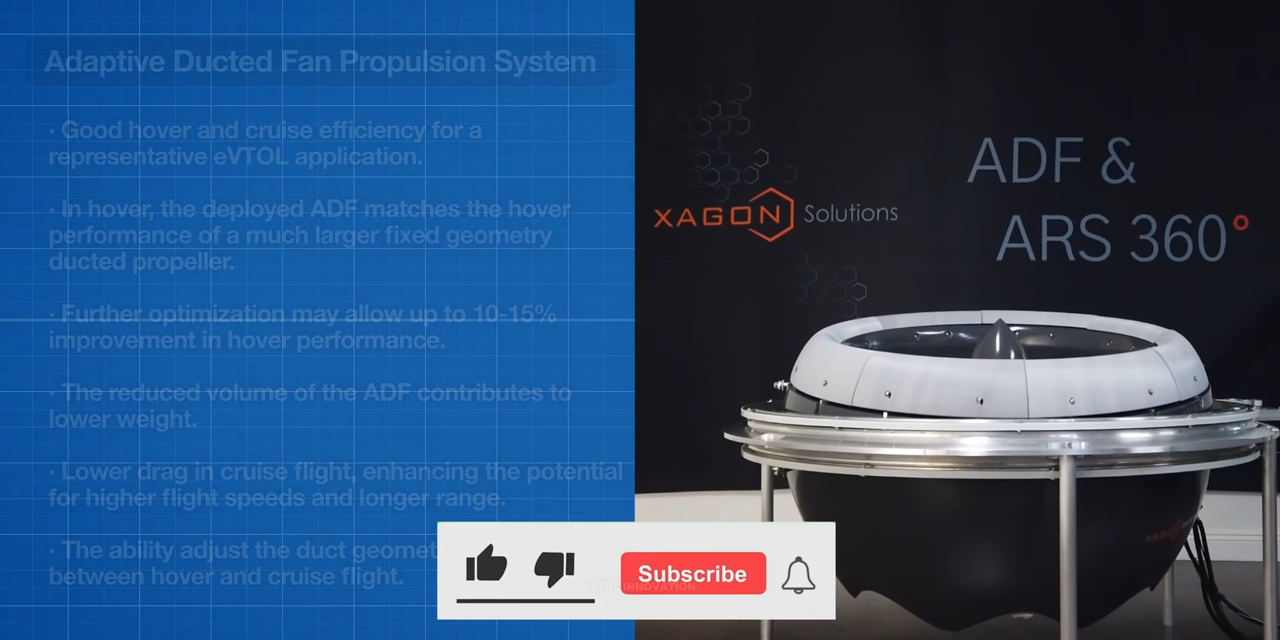 Adaptive Ducted Fan Propulsion System
· Good hover and cruise efficiency for a
representative eVTOL application.
· In hover, the deployed ADF matches the hover
performance of a much larger fixed geometry
ducted propeller.
· Further optimization may allow up to 10-15%
improvement in hover performance.
· The reduced volume of the ADF contributes to
lower weight.
· Lower drag in cruise flight, enhancing the potential
for higher flight speeds and longer range.
· The ability adjust the duct
between hover and cruise flight.
XAGON Solutions
ADF &
ARS 360°
Subscribe